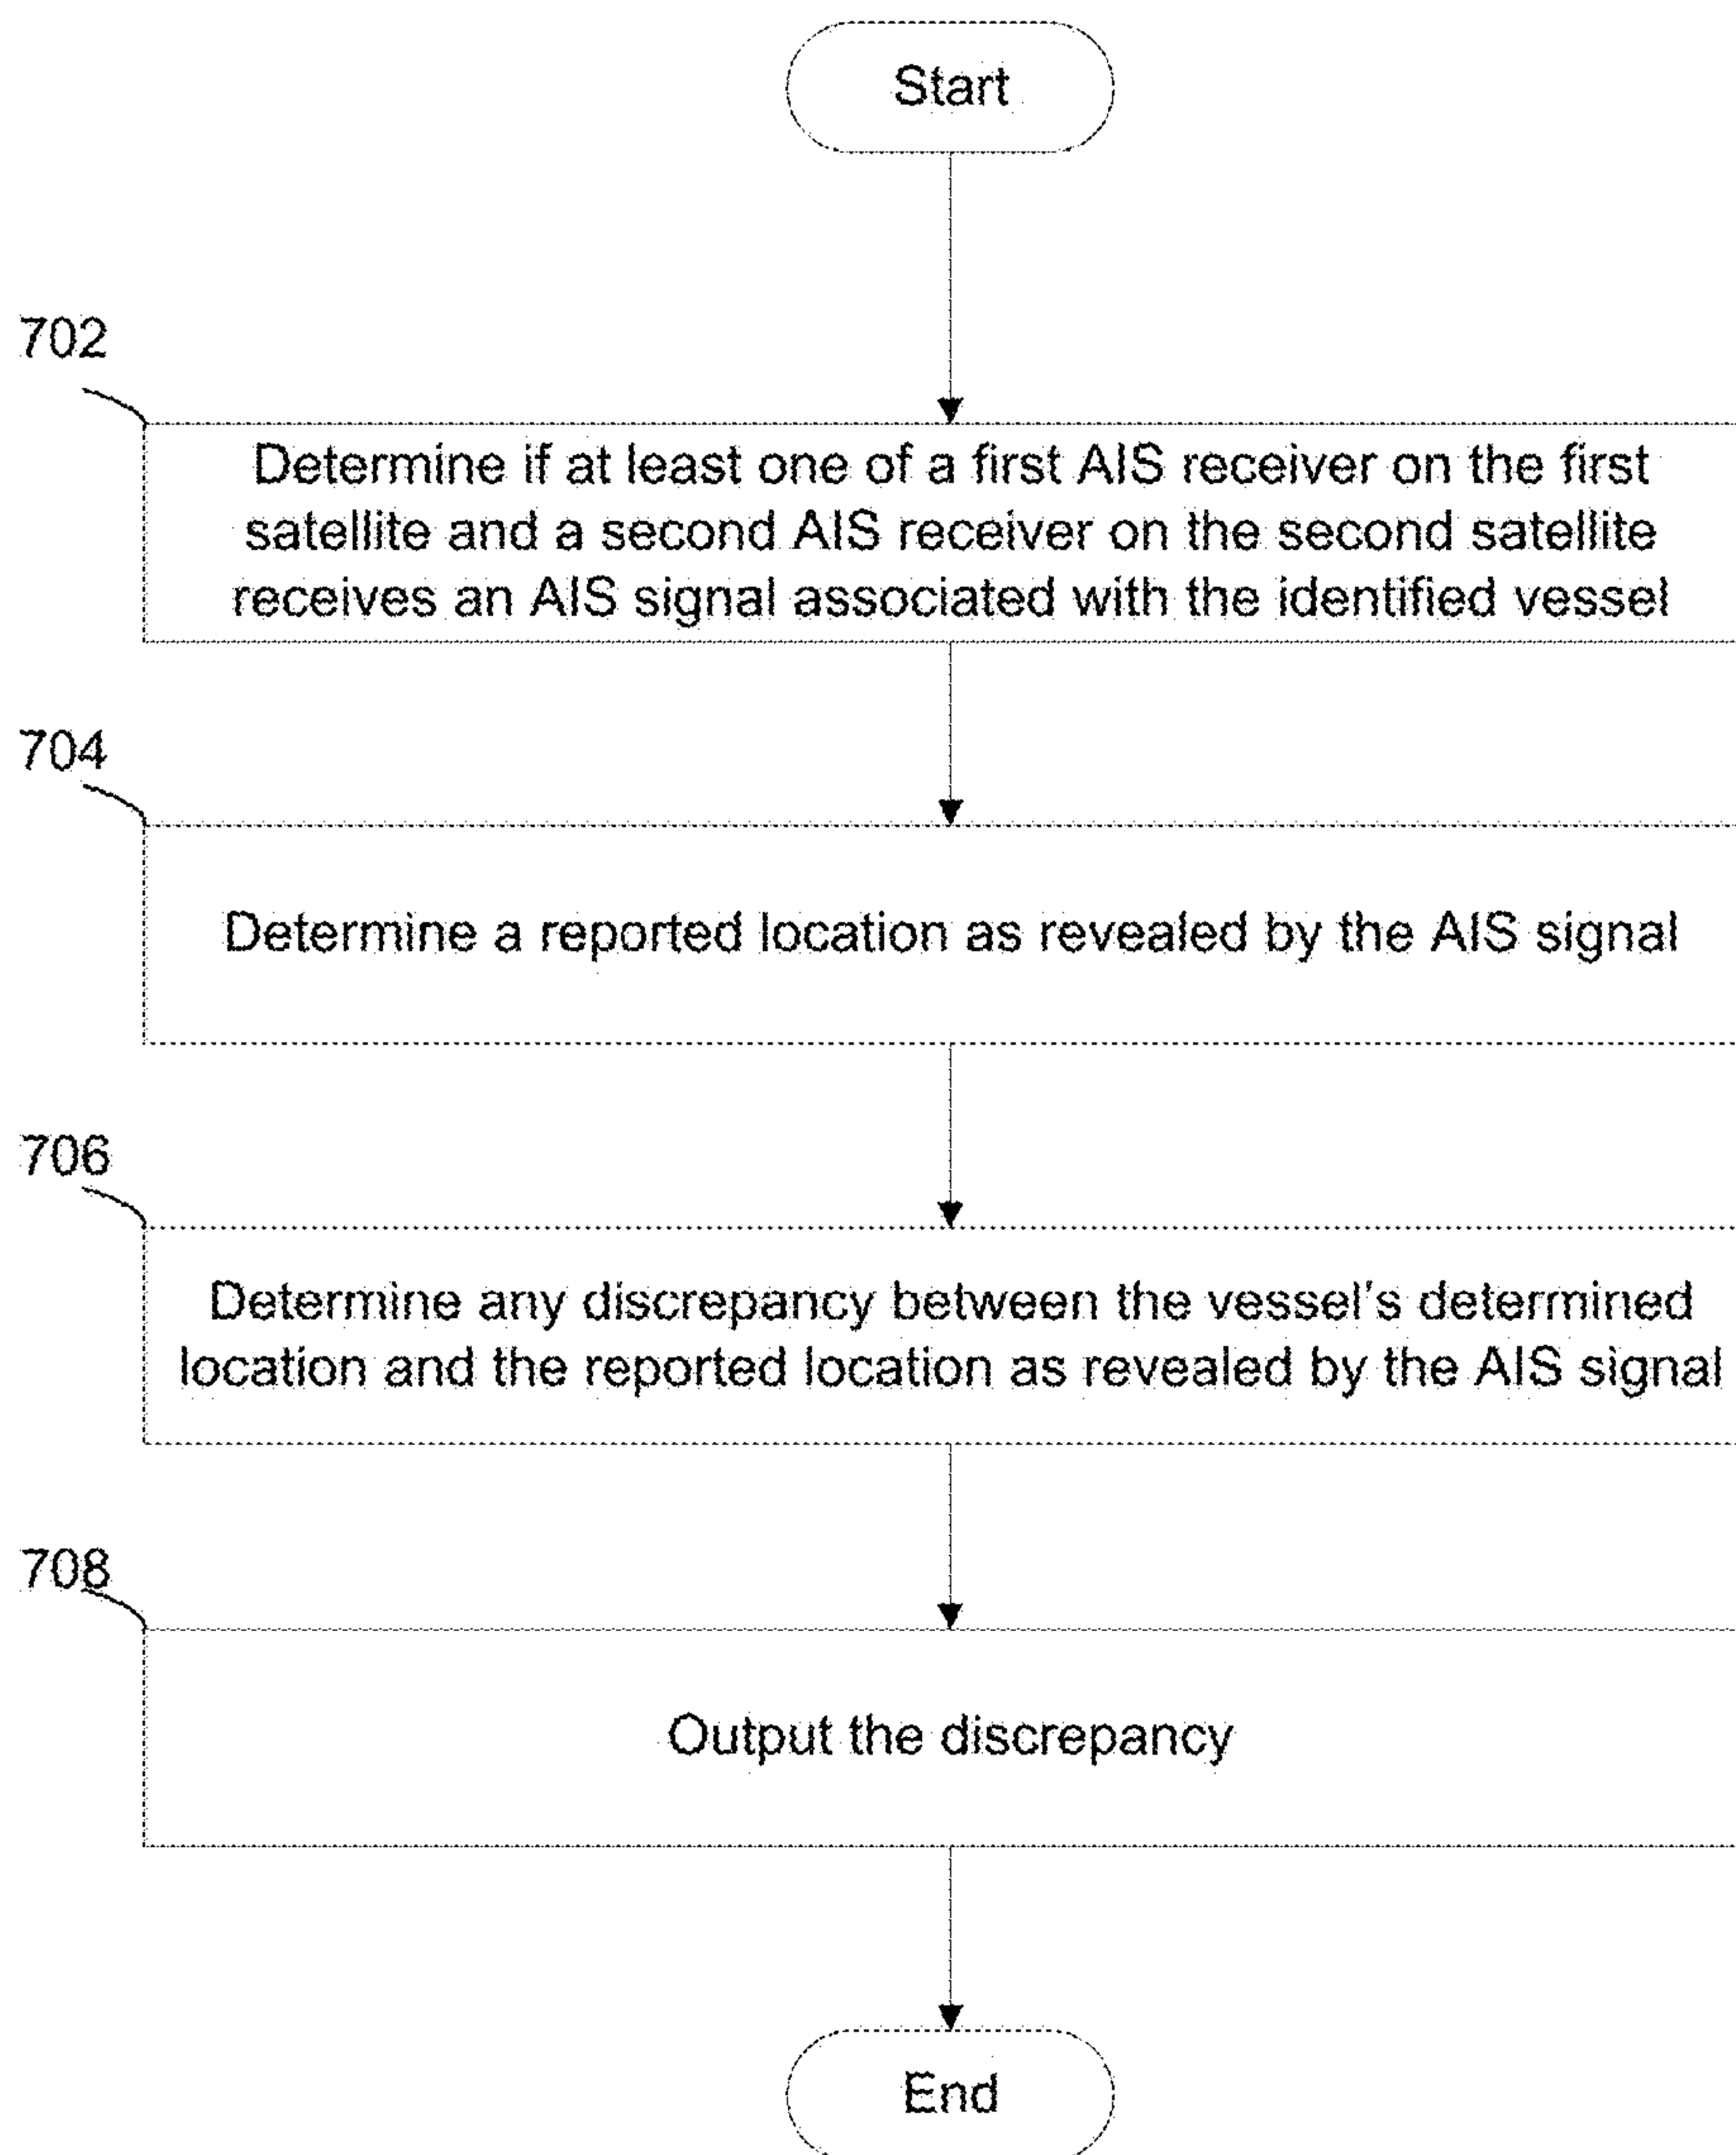 Start
702
Determine if at least one of a first AIS receiver on the first
satellite and a second AIS receiver on the second satellite
receives an AIS signal associated with the identified vessel
704
Determine a reported location as revealed by the AIS signal
706
Determine any discrepancy between the vessel's determined
location and the reported location as revealed by the AIS signal
708
Output the discrepancy
End